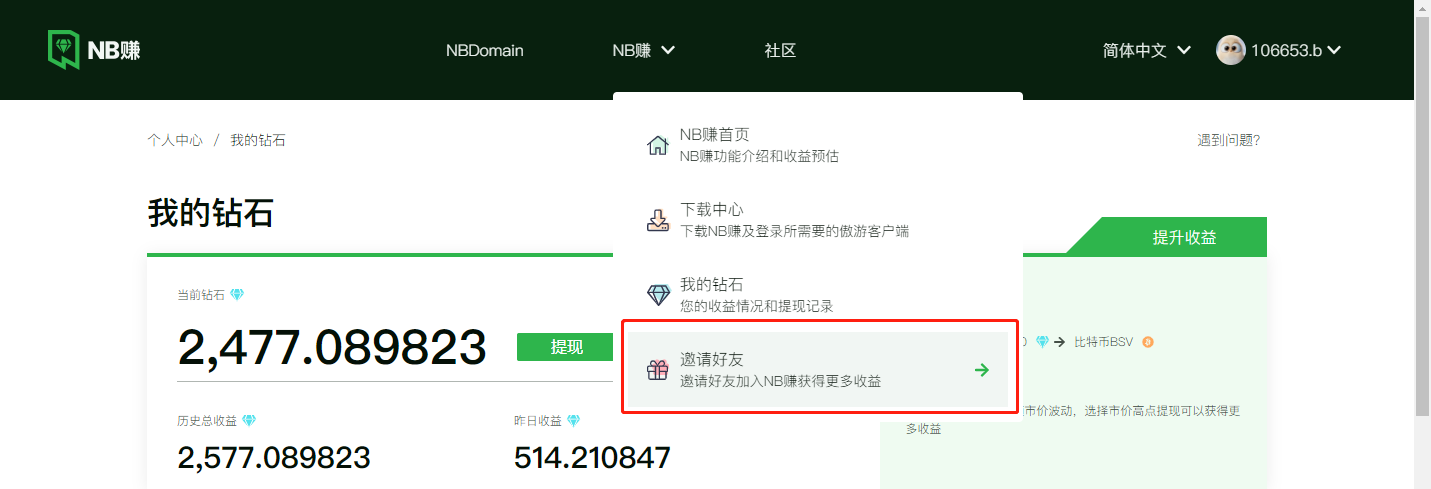 NB赚
NBDomain
NB赚
社区
简体中文
106653.b
个人中心 / 我的钻石
遇到问题?
我的钻石
NB赚首页
NB赚功能介绍和收益预估
下载中心
下载NB赚及登录所需要的傲游客户端
我的钻石
您的收益情况和提现记录
邀请好友
邀请好友加入NB赚获得更多收益
提升收益
当前钻石
2,477.089823
提现
历史总收益
2,577.089823
昨日收益
514.210847
0 → 比特币BSV
市价波动，选择市价高点提现可以获得更
多收益